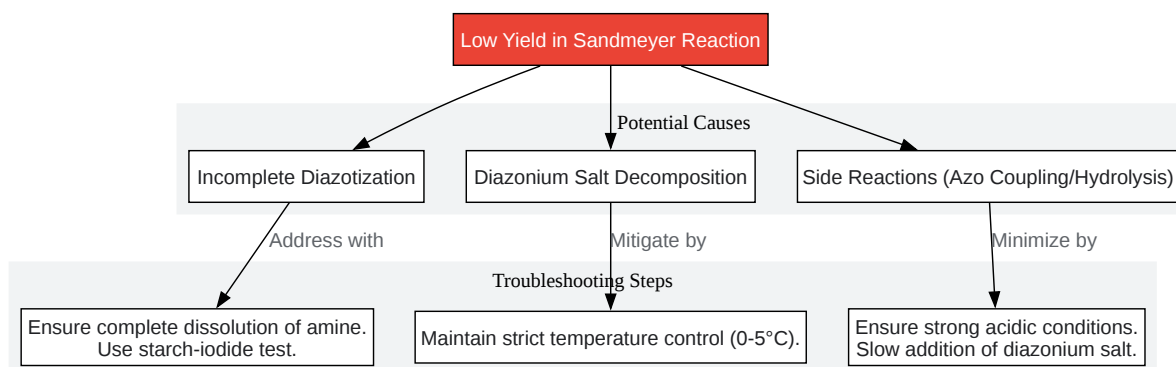 Low Yield in Sandmeyer Reaction
Potential Causes
Incomplete Diazotization
Diazonium Salt Decomposition
Side Reactions (Azo Coupling/Hydrolysis)
Address with
Mitigate by
Minimize by
Troubleshooting Steps
Ensure complete dissolution of amine.
Use starch-iodide test.
Maintain strict temperature control (0-5°C).
Ensure strong acidic conditions.
Slow addition of diazonium salt.